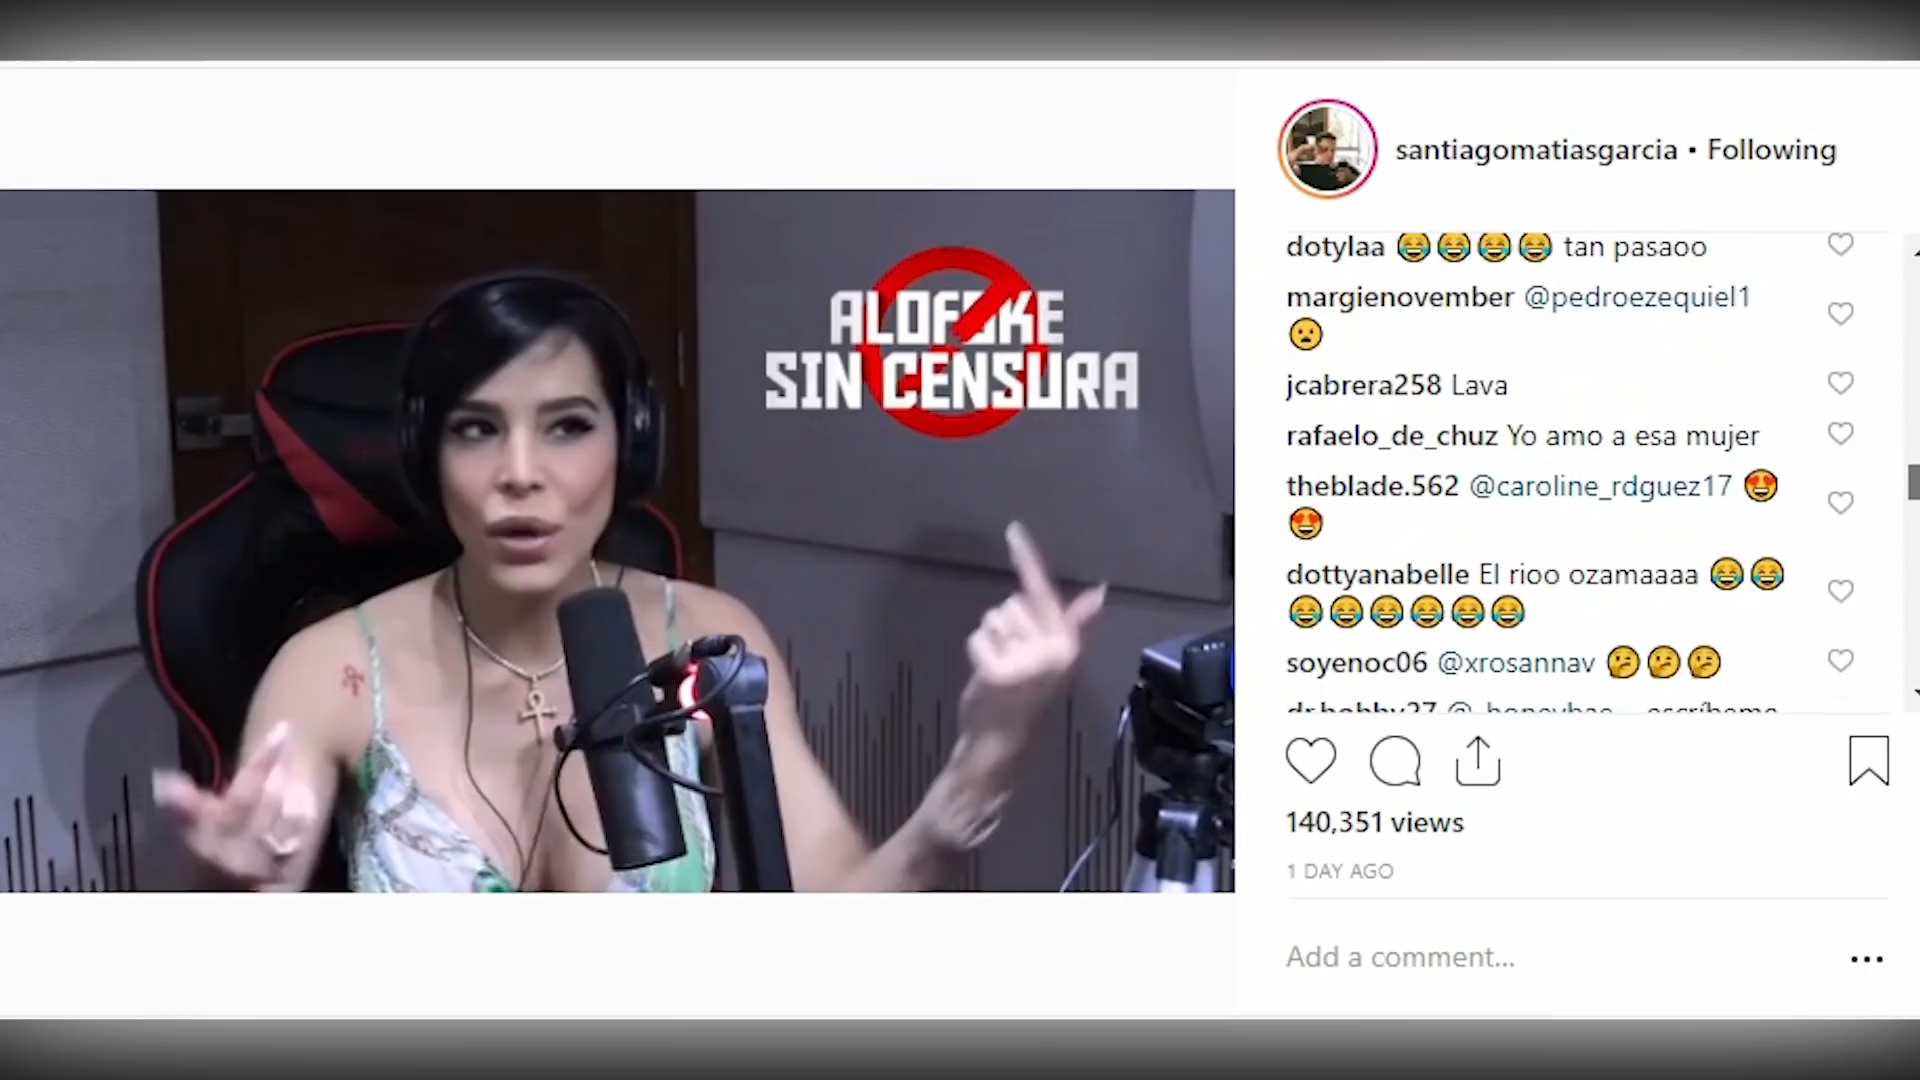 ALOFOKE
SIN CENSURA
santiagomatiasgarcia • Following
dotylaa 😂😂😂😂 tan pasaoo
margienovember @pedroezequiel1
😦
jcabrera258 Lava
rafaelo_de_chuz Yo amo a esa mujer
theblade.562 @caroline_rdguez17 😍
😍
dottyanabelle El rioo ozamaaaa 😂😂
😂😂😂😂😂😂
soyenoc06 @xrosannav 🤔🤔🤔
140,351 views
1 DAY AGO
Add a comment...